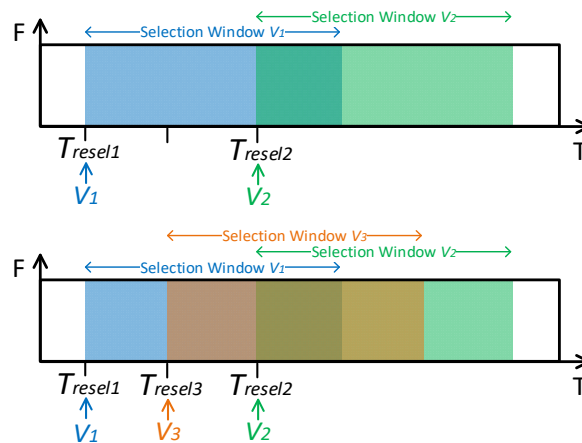 F
Selection Window V1
Selection Window V2
Tresel1
Tresel2
T
V1
V2
Selection Window V3
Selection Window V2
F
Selection Window V1
Tresel1
Tresel3
Tresel2
T
V1
V3
V2